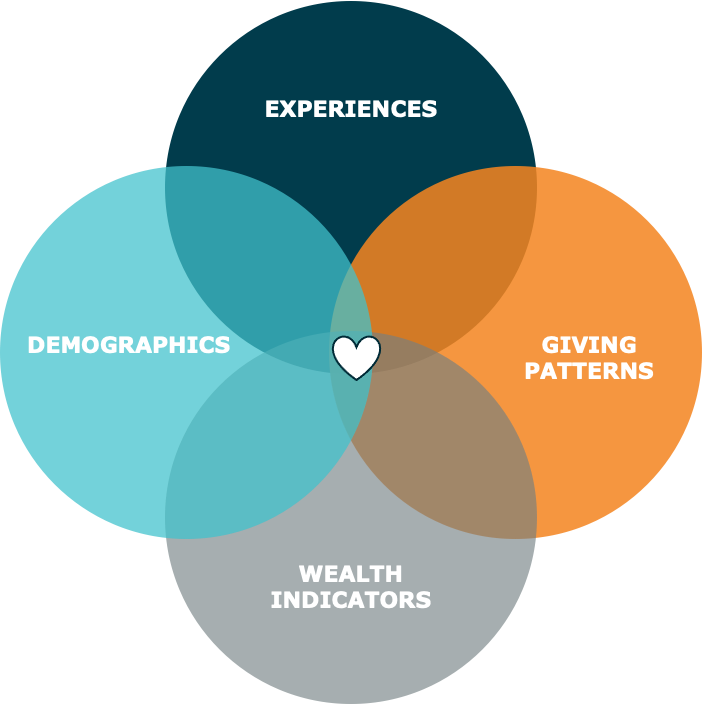 EXPERIENCES
DEMOGRAPHICS
GIVING
PATTERNS
WEALTH
INDICATORS